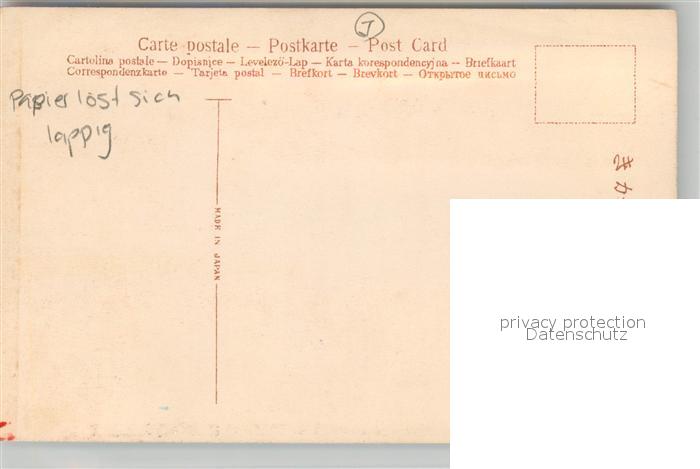 J
Carte postale — Postkarte — Post Card
Cartolina postale — Dopisnice — Levelező-Lap — Karta korespondencyjna — Briefkaart
Correspondenzkarte — Tarjeta postal — Brefkort — Brevkort — Открытое письмо
Papier löst sich
lappig
MADE IN JAPAN
privacy protection
Datenschutz